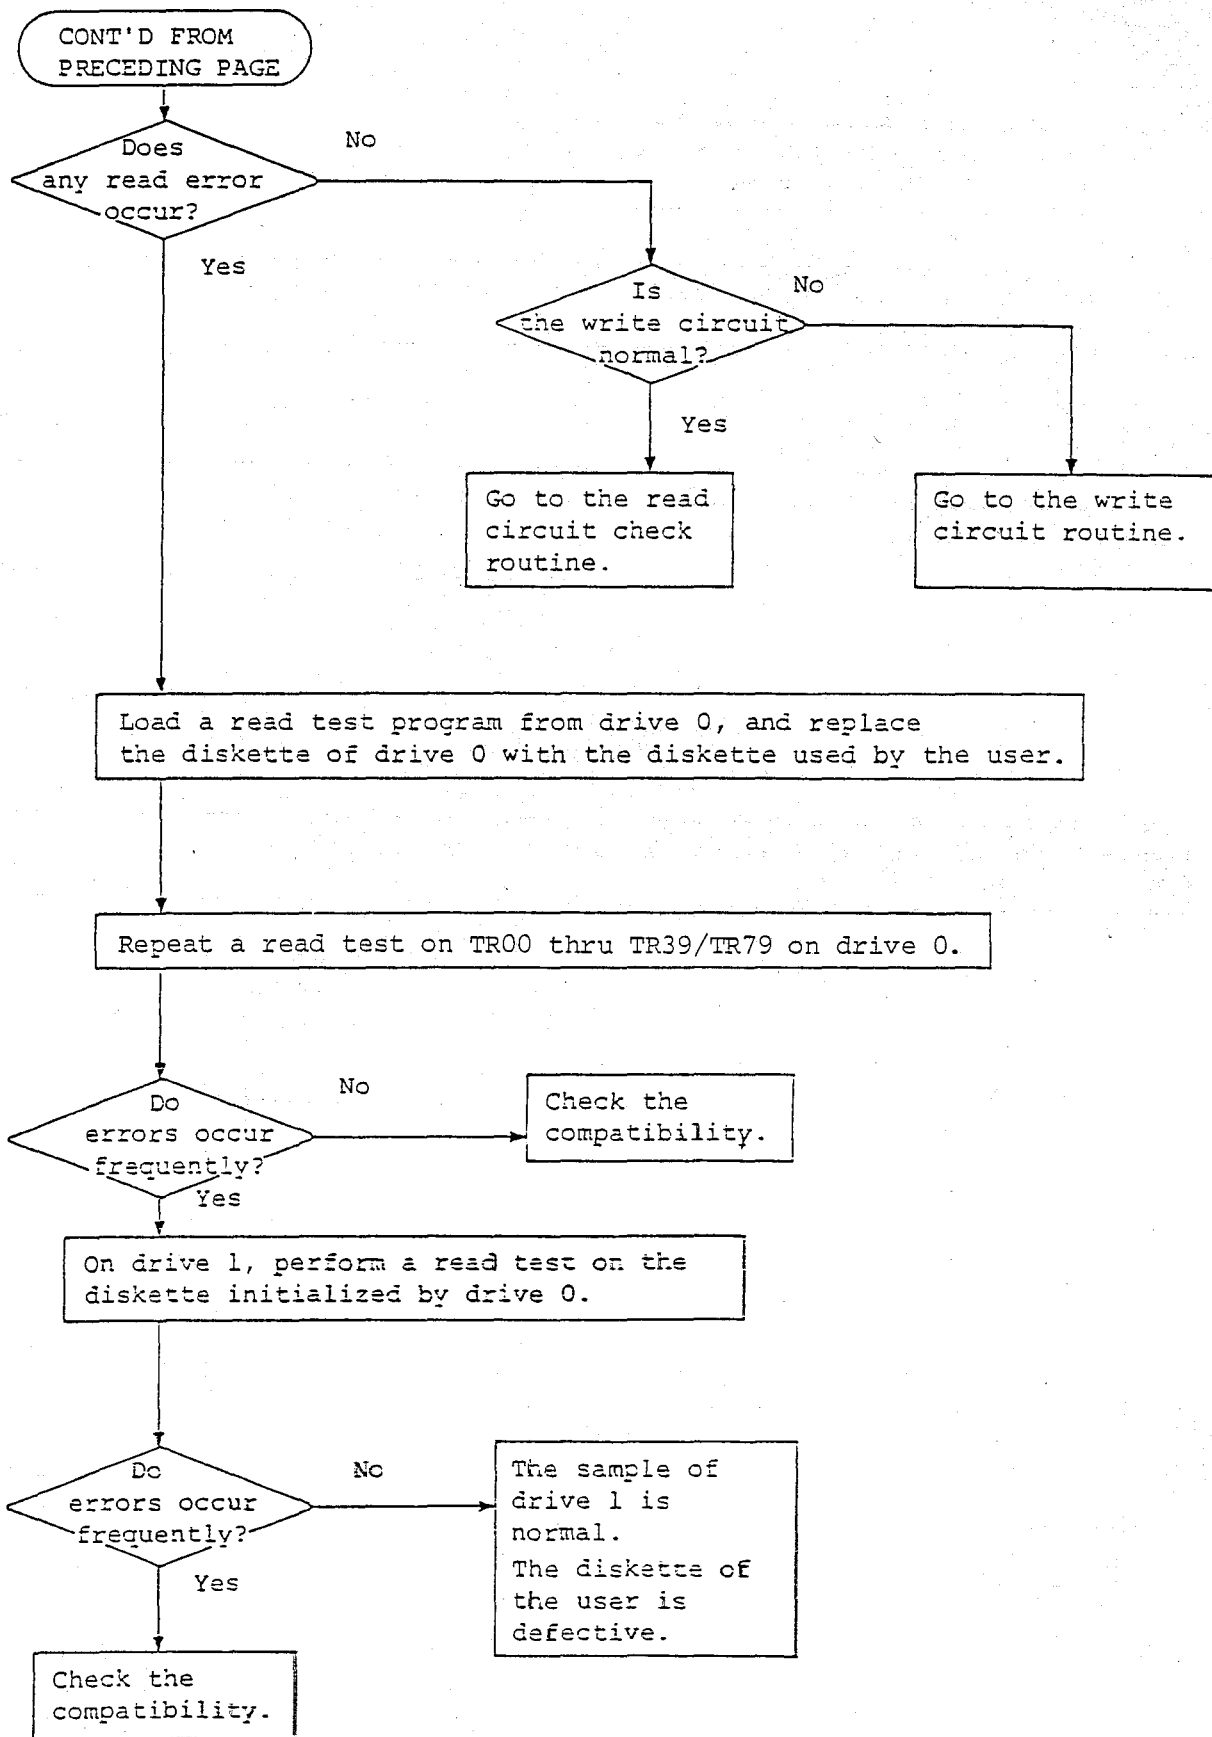 CONT'D FROM
PRECEDING PAGE
Does
any read error
occur?
No
Yes
Is
the write circuit
normal?
No
Yes
Go to the read
circuit check
routine.
Go to the write
circuit routine.
Load a read test program from drive 0, and replace
the diskette of drive 0 with the diskette used by the user.
Repeat a read test on TR00 thru TR39/TR79 on drive 0.
Do
errors occur
frequently?
No
Yes
Check the
compatibility.
On drive 1, perform a read test on the
diskette initialized by drive 0.
Do
errors occur
frequently?
No
Yes
The sample of
drive 1 is
normal.
The diskette of
the user is
defective.
Check the
compatibility.